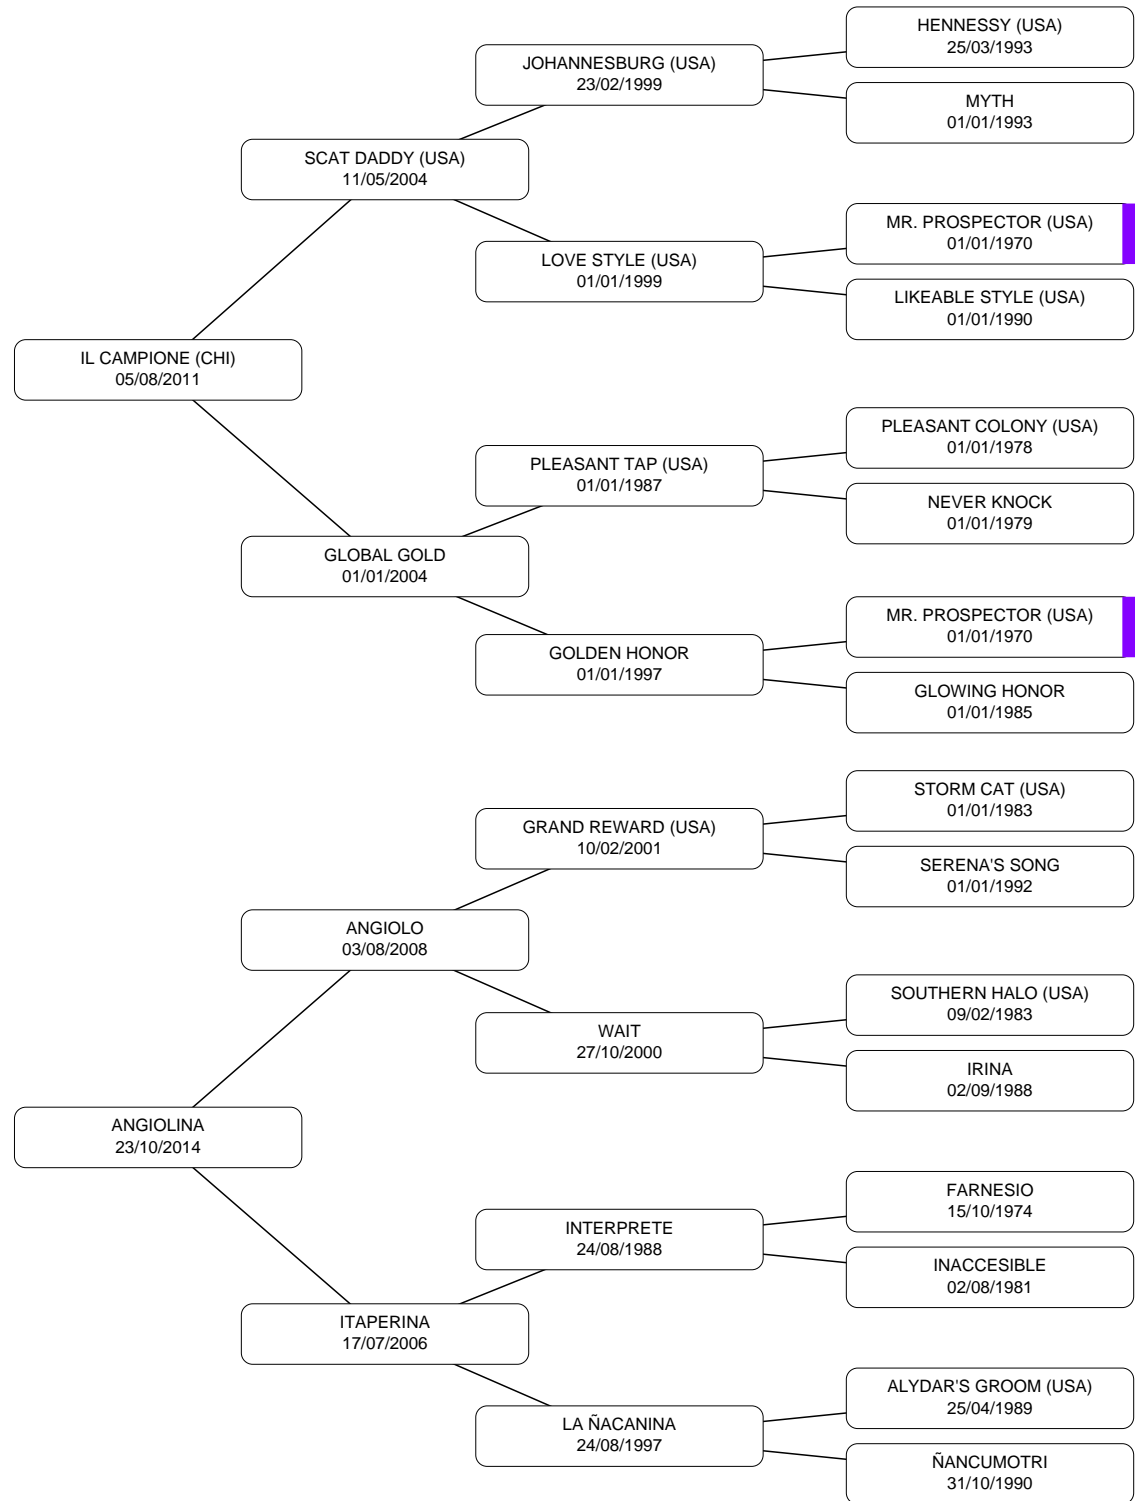 HENNESSY (USA)
25/03/1993
JOHANNESBURG (USA)
23/02/1999
MYTH
01/01/1993
SCAT DADDY (USA)
11/05/2004
MR. PROSPECTOR (USA)
01/01/1970
LOVE STYLE (USA)
01/01/1999
LIKEABLE STYLE (USA)
01/01/1990
IL CAMPIONE (CHI)
05/08/2011
PLEASANT COLONY (USA)
01/01/1978
PLEASANT TAP (USA)
01/01/1987
NEVER KNOCK
01/01/1979
GLOBAL GOLD
01/01/2004
MR. PROSPECTOR (USA)
01/01/1970
GOLDEN HONOR
01/01/1997
GLOWING HONOR
01/01/1985
STORM CAT (USA)
01/01/1983
GRAND REWARD (USA)
10/02/2001
SERENA'S SONG
01/01/1992
ANGIOLO
03/08/2008
SOUTHERN HALO (USA)
09/02/1983
WAIT
27/10/2000
IRINA
02/09/1988
ANGIOLINA
23/10/2014
FARNESIO
15/10/1974
INTERPRETE
24/08/1988
INACCESIBLE
02/08/1981
ITAPERINA
17/07/2006
ALYDAR'S GROOM (USA)
25/04/1989
LA ÑACANINA
24/08/1997
ÑANCUMOTRI
31/10/1990